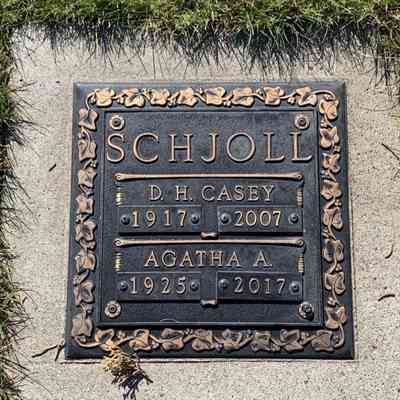 SCHJOLL
D. H. CASEY
1917 2007
AGATHA A.
1925 2017